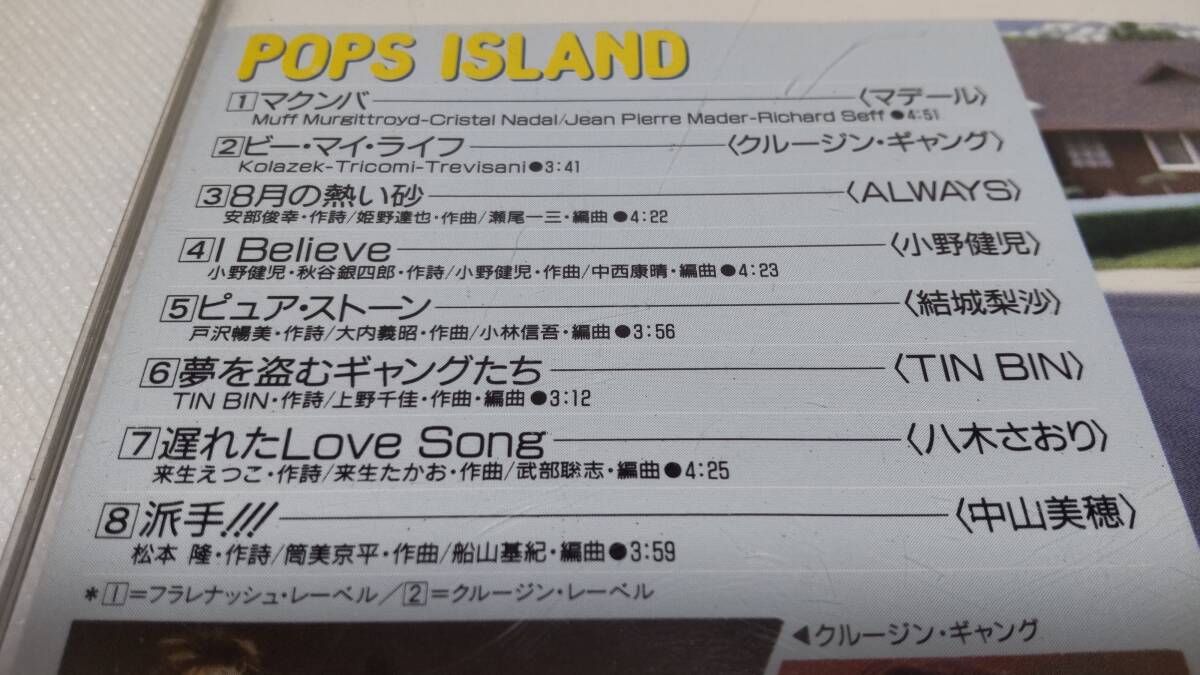 POPS ISLAND
1 マクンバ 〈マデール〉
Muff Murgittroyd-Cristal Nadal/Jean Pierre Mader-Richard Seff ●4:51
2 ビー・マイ・ライフ 〈クルージン・ギャング〉
Kolazek-Tricomi-Trevisani●3:41
3 8月の熱い砂 〈ALWAYS〉
安部俊幸・作詩/姫野達也・作曲/瀬尾一三・編曲●4:22
4 I Believe 〈小野健児〉
小野健児・秋谷銀四郎・作詩/小野健児・作曲/中西康晴・編曲●4:23
5 ピュア・ストーン 〈結城梨沙〉
戸沢暢美・作詩/大内義昭・作曲/小林信吾・編曲●3:56
6 夢を盗むギャングたち 〈TIN BIN〉
TIN BIN・作詩/上野千佳・作曲・編曲●3:12
7 遅れたLove Song 〈八木さおり〉
来生えつこ・作詩/来生たかお・作曲/武部聡志・編曲●4:25
8 派手!!! 〈中山美穂〉
松本 隆・作詩/筒美京平・作曲/船山基紀・編曲●3:59
*1=フラレナッシュ・レーベル/2=クルージン・レーベル
◀クルージン・ギャング